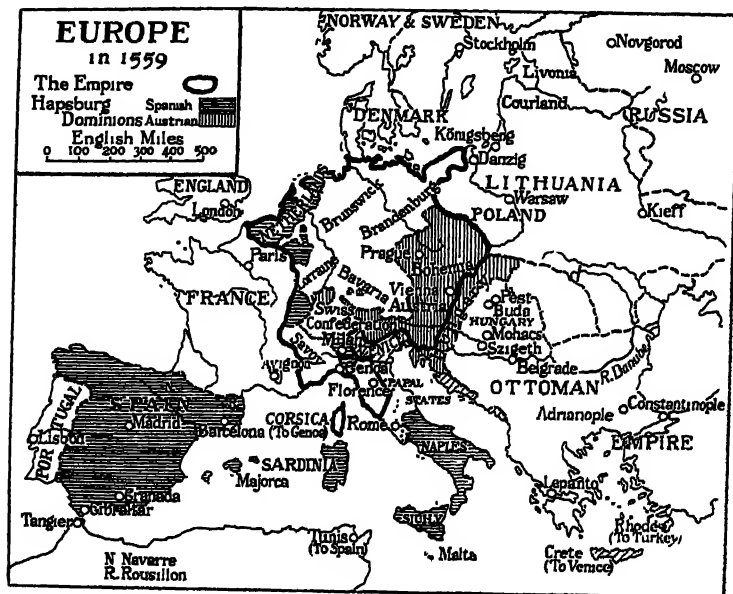 EUROPE
in 1559
The Empire
Hapsburg Spanish
Dominions Austrian
English Miles
0 100 200 300 400 500
NORWAY & SWEDEN
Stockholm
Novgorod
Livonia
Moscow
Courland
RUSSIA
DENMARK
Königsberg
Danzig
LITHUANIA
ENGLAND
London
NETHERLANDS
Brunswick
Brandenburg
Warsaw
POLAND
Kieff
Paris
Lorraine
Prague
Bohemia
Bavaria
Vienna
Austria
FRANCE
Swiss
Confederation
Pest
Buda
HUNGARY
Mohacs
Szigeth
Savoy
Milan
VENICE
Genoa
Belgrade
R. Danube
Avignon
Florence
PAPAL
STATES
OTTOMAN
EMPIRE
Adrianople
Constantinople
PORTUGAL
SPAIN
Madrid
Lisbon
Barcelona
CORSICA
(To Genoa)
Rome
NAPLES
SARDINIA
Majorca
Granada
Gibraltar
Tangier
SICILY
Lepanto
Tunis
(To Spain)
Malta
Rhodes
(To Turkey)
Crete
(To Venice)
N Navarre
R. Rousillon